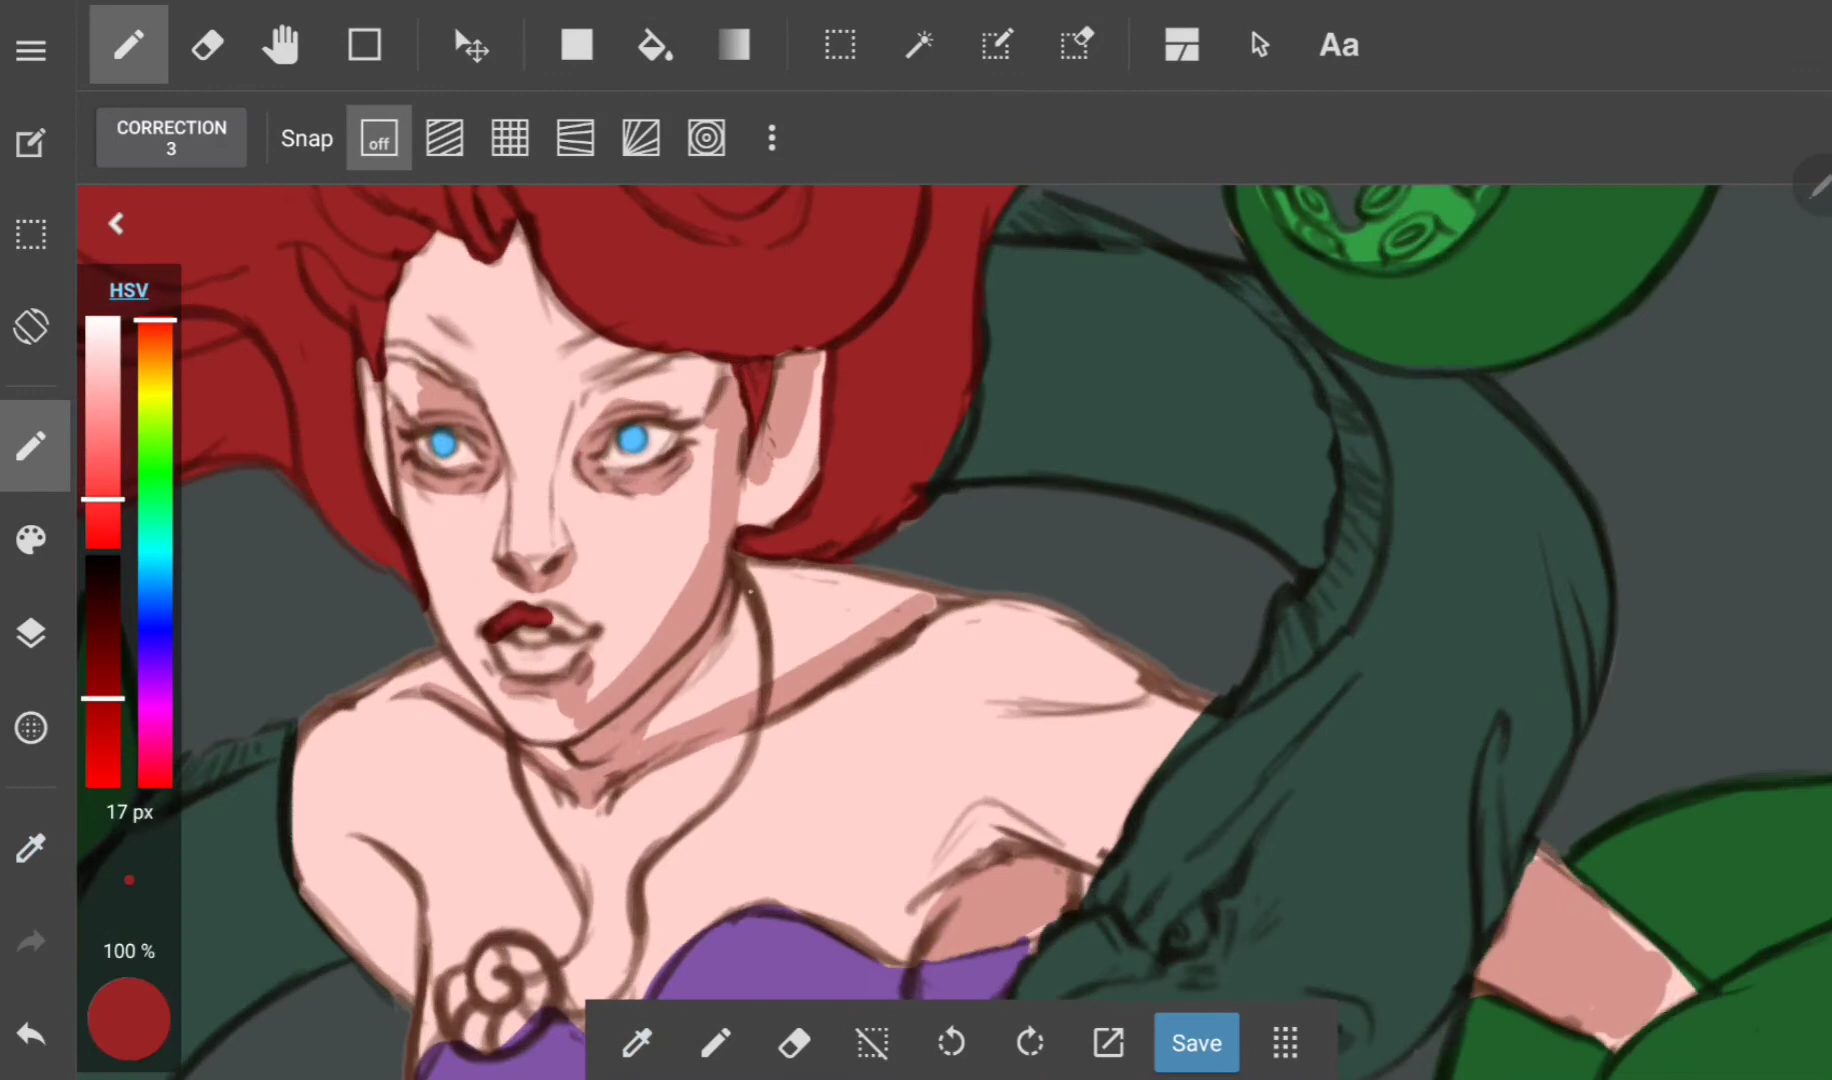 Aa
CORRECTION
3
Snap
off
HSV
17 px
100 %
Save